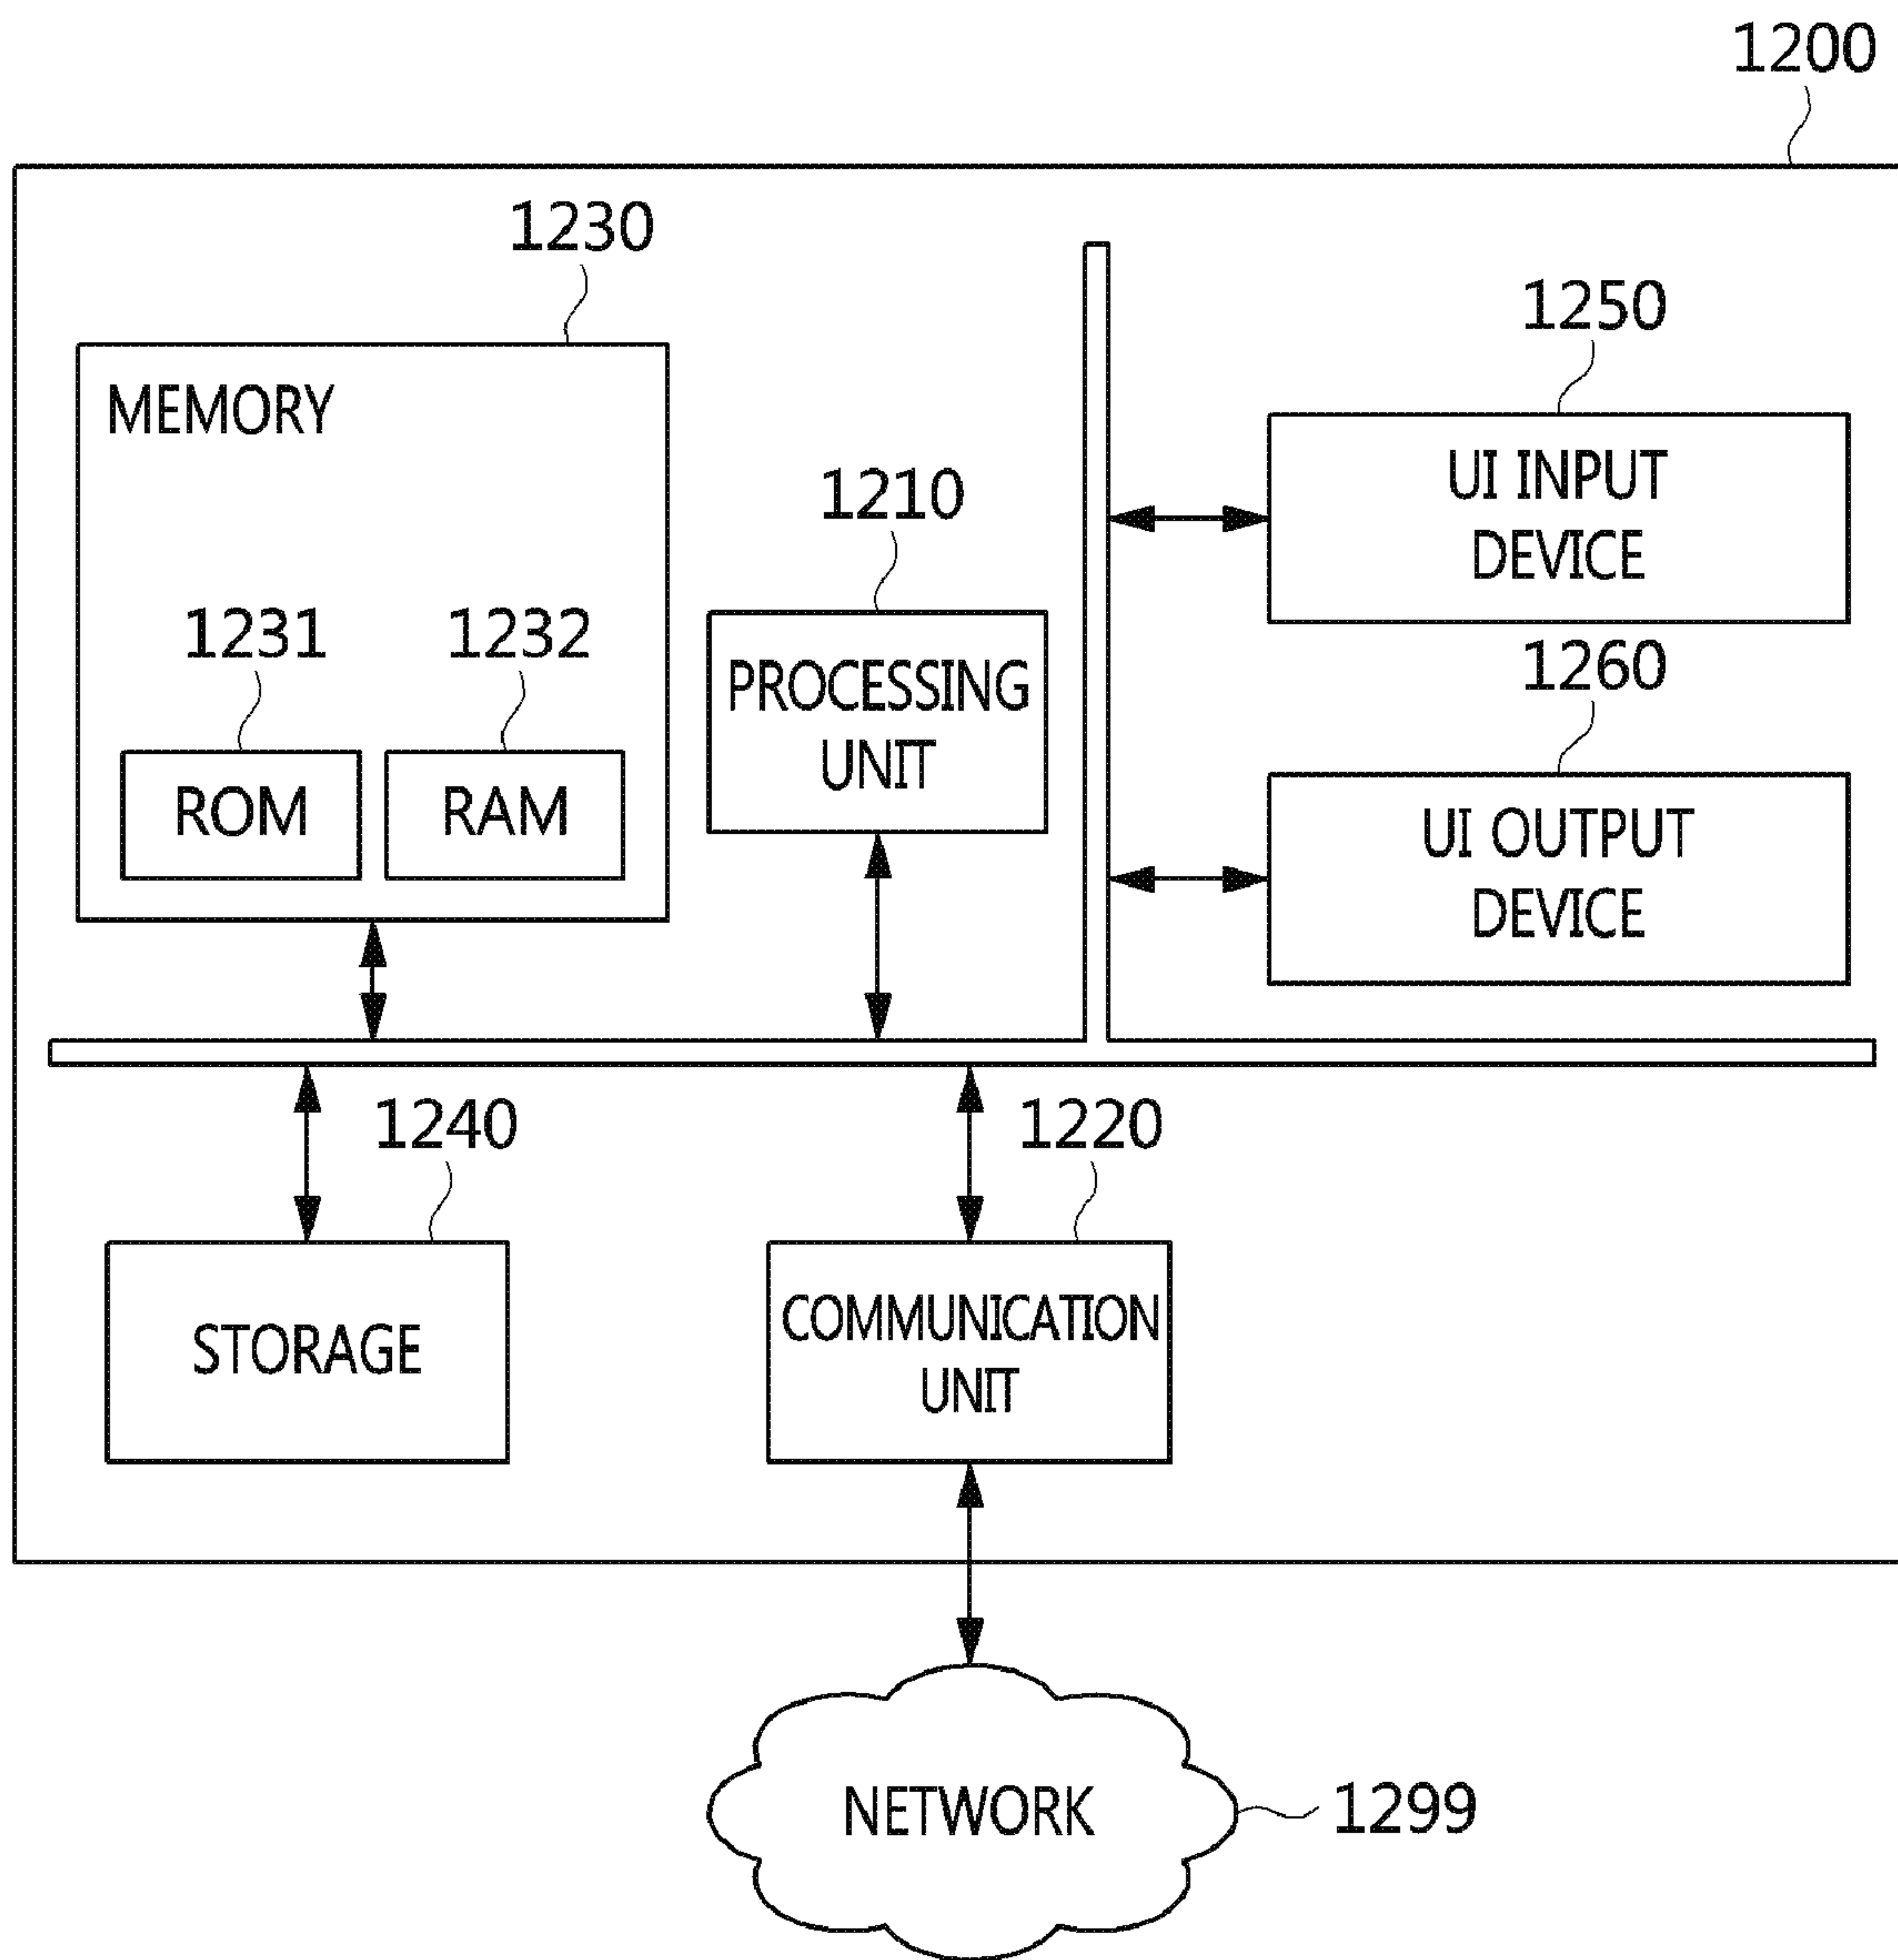 1200
1230
MEMORY
1231
1232
ROM
RAM
1210
PROCESSING
UNIT
1250
UI INPUT
DEVICE
1260
UI OUTPUT
DEVICE
1240
STORAGE
1220
COMMUNICATION
UNIT
NETWORK
1299